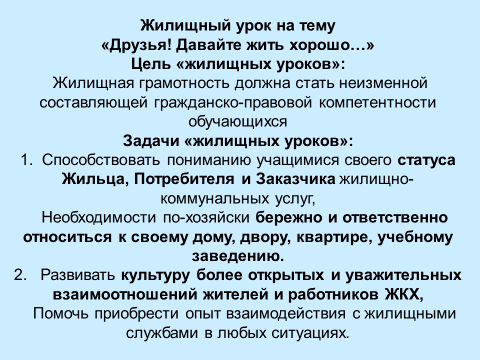 Жилищный урок на тему
«Друзья! Давайте жить хорошо…»
Цель «жилищных уроков»:
Жилищная грамотность должна стать неизменной
составляющей гражданско-правовой компетентности
обучающихся
Задачи «жилищных уроков»:
1. Способствовать пониманию учащимися своего статуса
Жильца, Потребителя и Заказчика жилищно-
коммунальных услуг,
Необходимости по-хозяйски бережно и ответственно
относиться к своему дому, двору, квартире, учебному
заведению.
2. Развивать культуру более открытых и уважительных
взаимоотношений жителей и работников ЖКХ,
Помочь приобрести опыт взаимодействия с жилищными
службами в любых ситуациях.